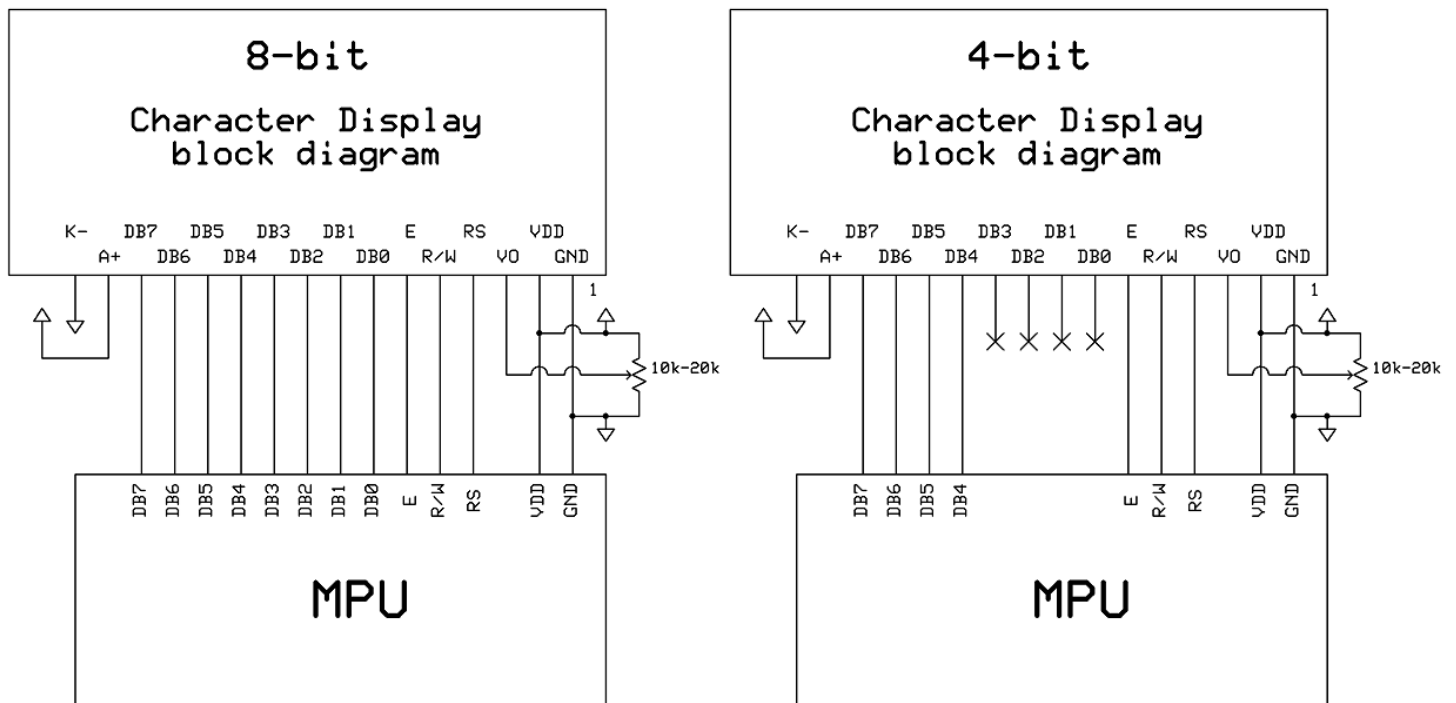 8-bit
Character Display
block diagram
K- DB7 DB5 DB3 DB1 E RS VDD
A+ DB6 DB4 DB2 DB0 R/W VO GND
1
10k-20k
DB7 DB6 DB5 DB4 DB3 DB2 DB1 DB0 E R/W RS VDD GND
MPU
4-bit
Character Display
block diagram
K- DB7 DB5 DB3 DB1 E RS VDD
A+ DB6 DB4 DB2 DB0 R/W VO GND
1
10k-20k
DB7 DB6 DB5 DB4 E R/W RS VDD GND
MPU